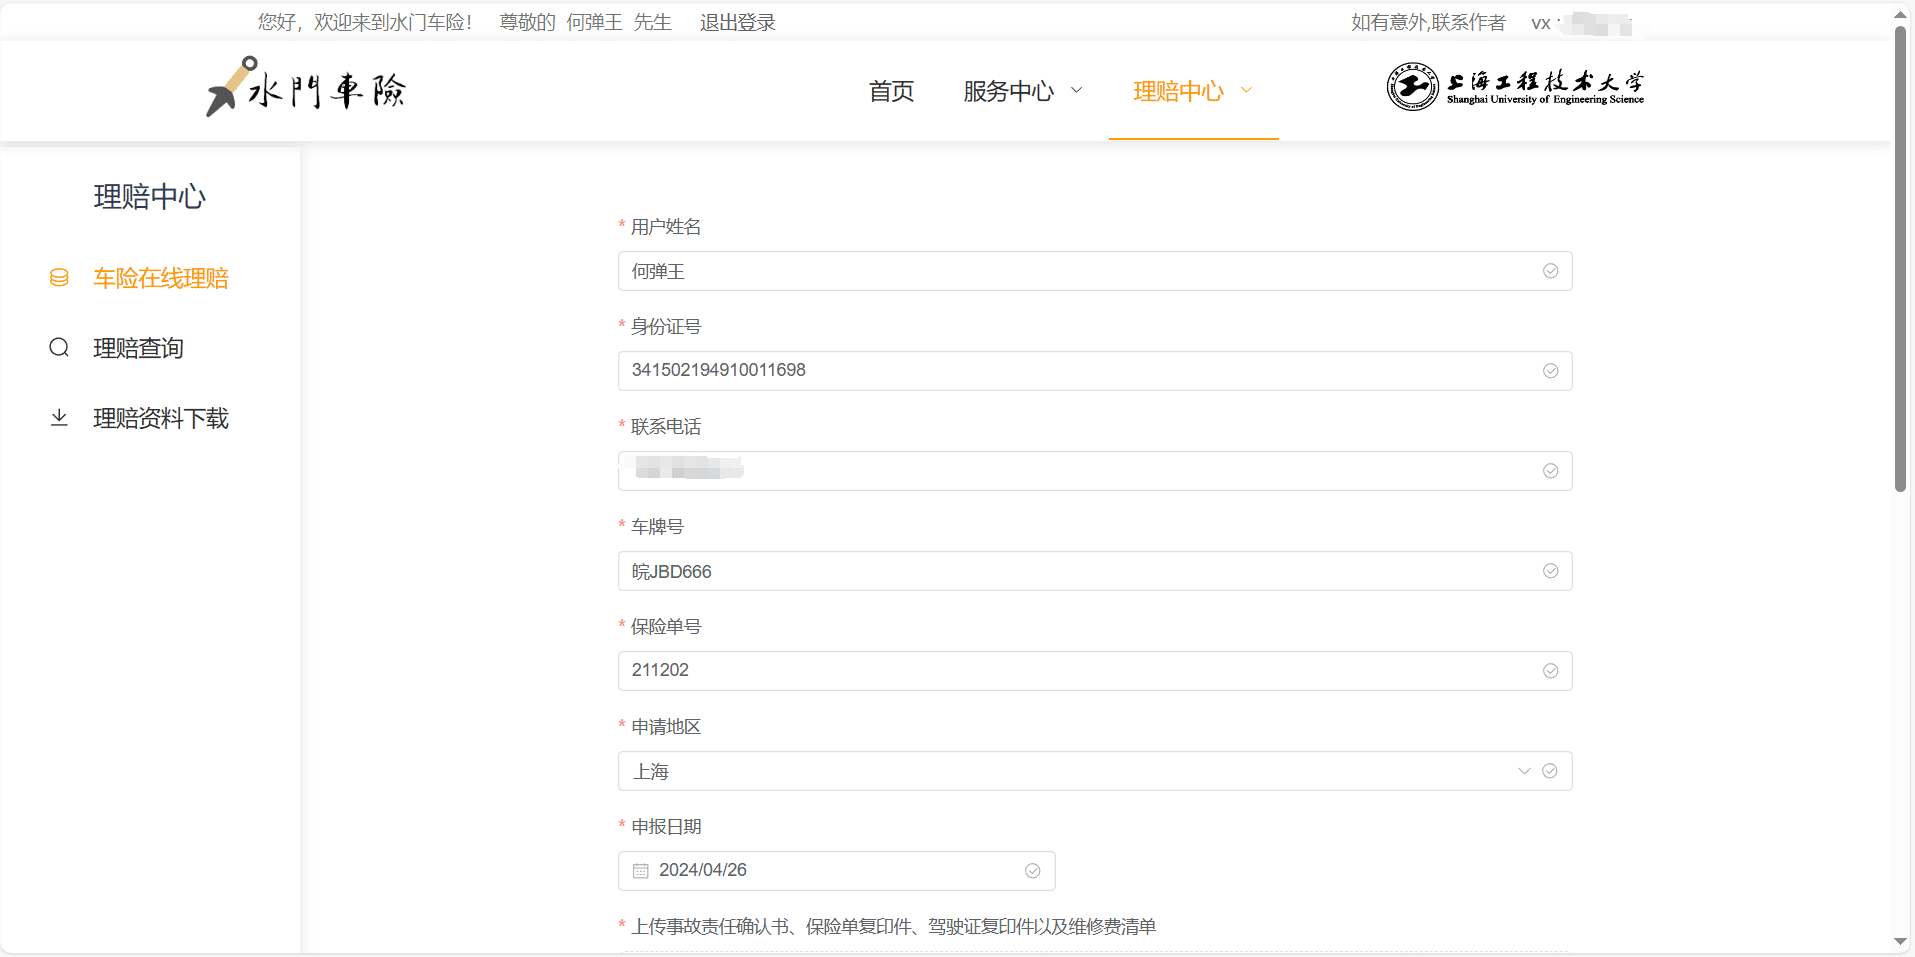 您好，欢迎来到水门车险！ 尊敬的 何弹王 先生 退出登录 如有意外,联系作者 vx :
水門車險 首页 服务中心 理赔中心 上海工程技术大学
Shanghai University of Engineering Science
理赔中心
车险在线理赔
理赔查询
理赔资料下载
* 用户姓名
何弹王
* 身份证号
341502194910011698
* 联系电话
* 车牌号
皖JBD666
* 保险单号
211202
* 申请地区
上海
* 申报日期
2024/04/26
* 上传事故责任确认书、保险单复印件、驾驶证复印件以及维修费清单